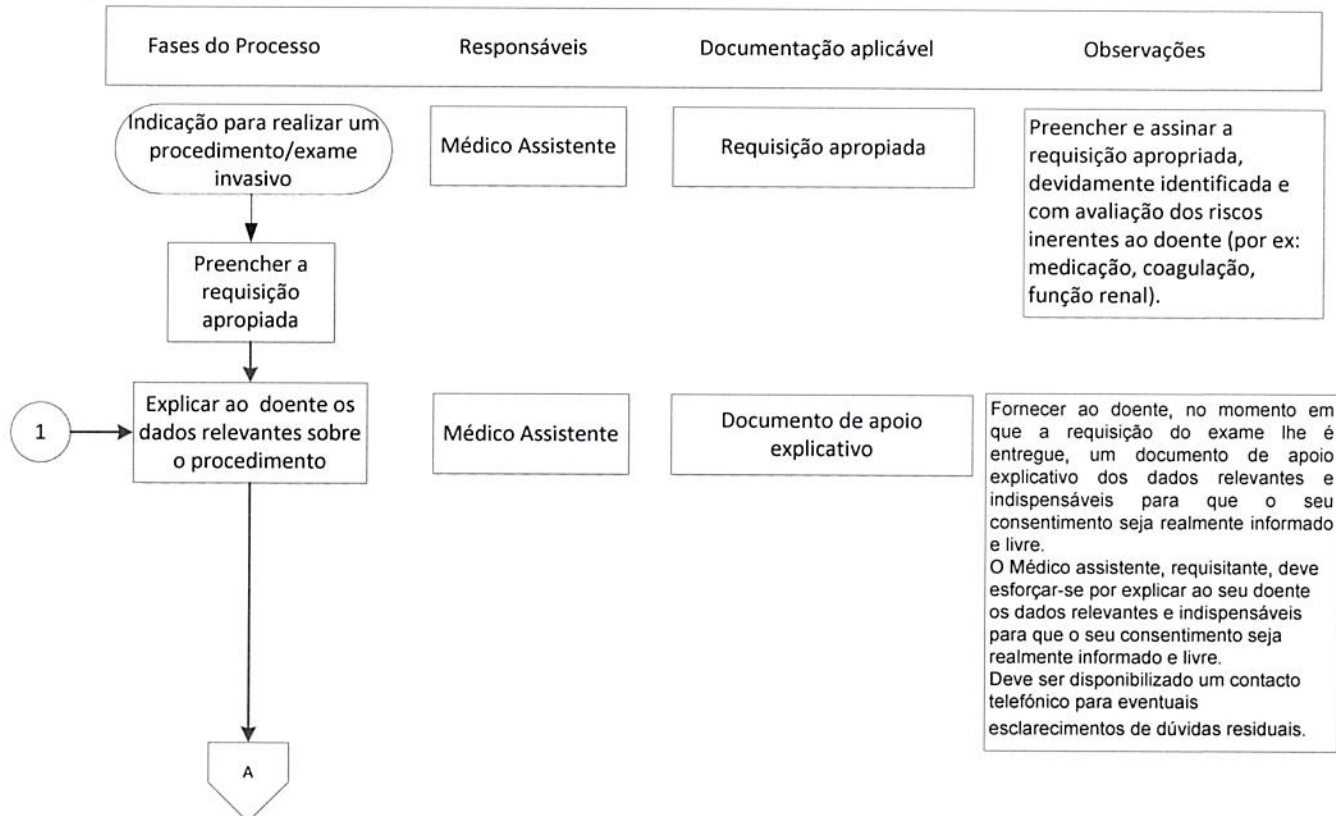 Fases do Processo Responsáveis Documentação aplicável Observações
Indicação para realizar um
procedimento/exame
invasivo
Médico Assistente
Requisição apropiada
Preencher e assinar a
requisição apropriada,
devidamente identificada e
com avaliação dos riscos
inerentes ao doente (por ex:
medicação, coagulação,
função renal).
Preencher a
requisição
apropiada
1
Explicar ao doente os
dados relevantes sobre
o procedimento
Médico Assistente
Documento de apoio
explicativo
Fornecer ao doente, no momento em
que a requisição do exame lhe é
entregue, um documento de apoio
explicativo dos dados relevantes e
indispensáveis para que o seu
consentimento seja realmente informado
e livre.
O Médico assistente, requisitante, deve
esforçar-se por explicar ao seu doente
os dados relevantes e indispensáveis
para que o seu consentimento seja
realmente informado e livre.
Deve ser disponibilizado um contacto
telefónico para eventuais
esclarecimentos de dúvidas residuais.
A